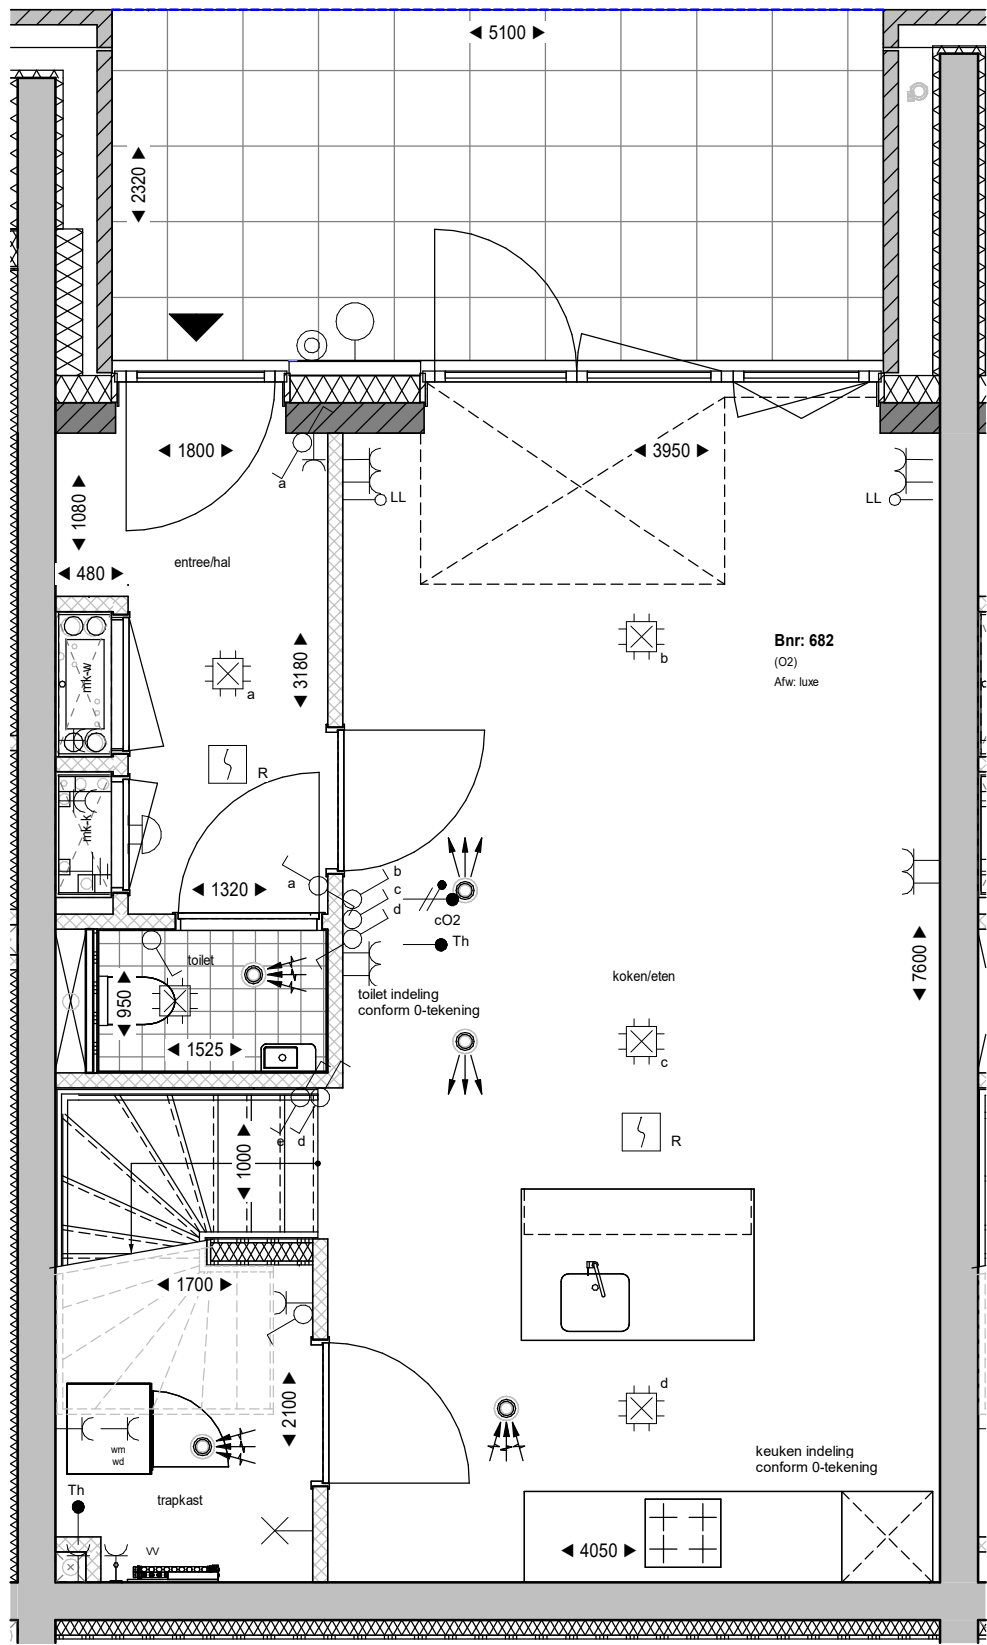 5100
2320
1800
3950
a
LL
LL
1080
entree/hal
480
b
Bnr: 682
(O2)
Afw: luxe
3180
mk-w
a
R
mk-k
1320
a
b
c
d
cO2
Th
toilet
koken/eten
7600
950
toilet indeling
conform 0-tekening
1525
c
e
d
1000
R
1700
d
2100
keuken indeling
conform 0-tekening
wm
wd
Th
trapkast
VV
4050